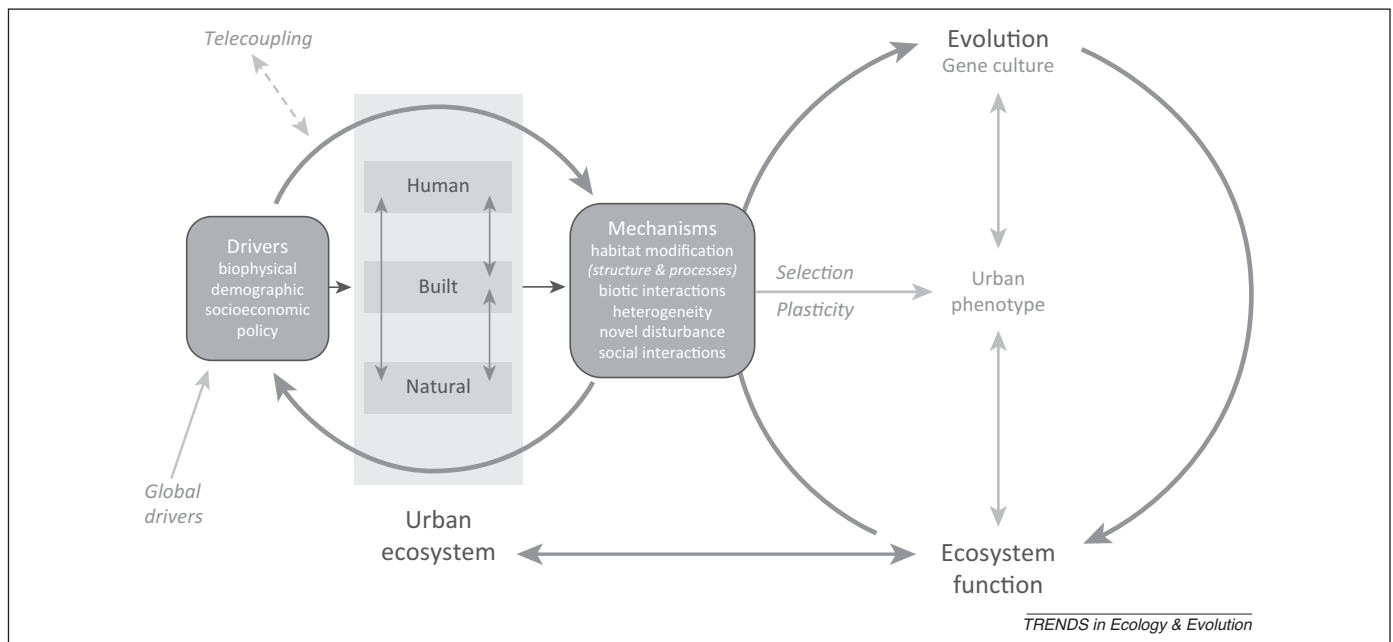 Telecoupling
Evolution
Gene culture
Human
Drivers
biophysical
demographic
socioeconomic
policy
Built
Natural
Mechanisms
habitat modification
(structure & processes)
biotic interactions
heterogeneity
novel disturbance
social interactions
Selection
Plasticity
Urban
phenotype
Global
drivers
Urban
ecosystem
Ecosystem
function
TRENDS in Ecology & Evolution